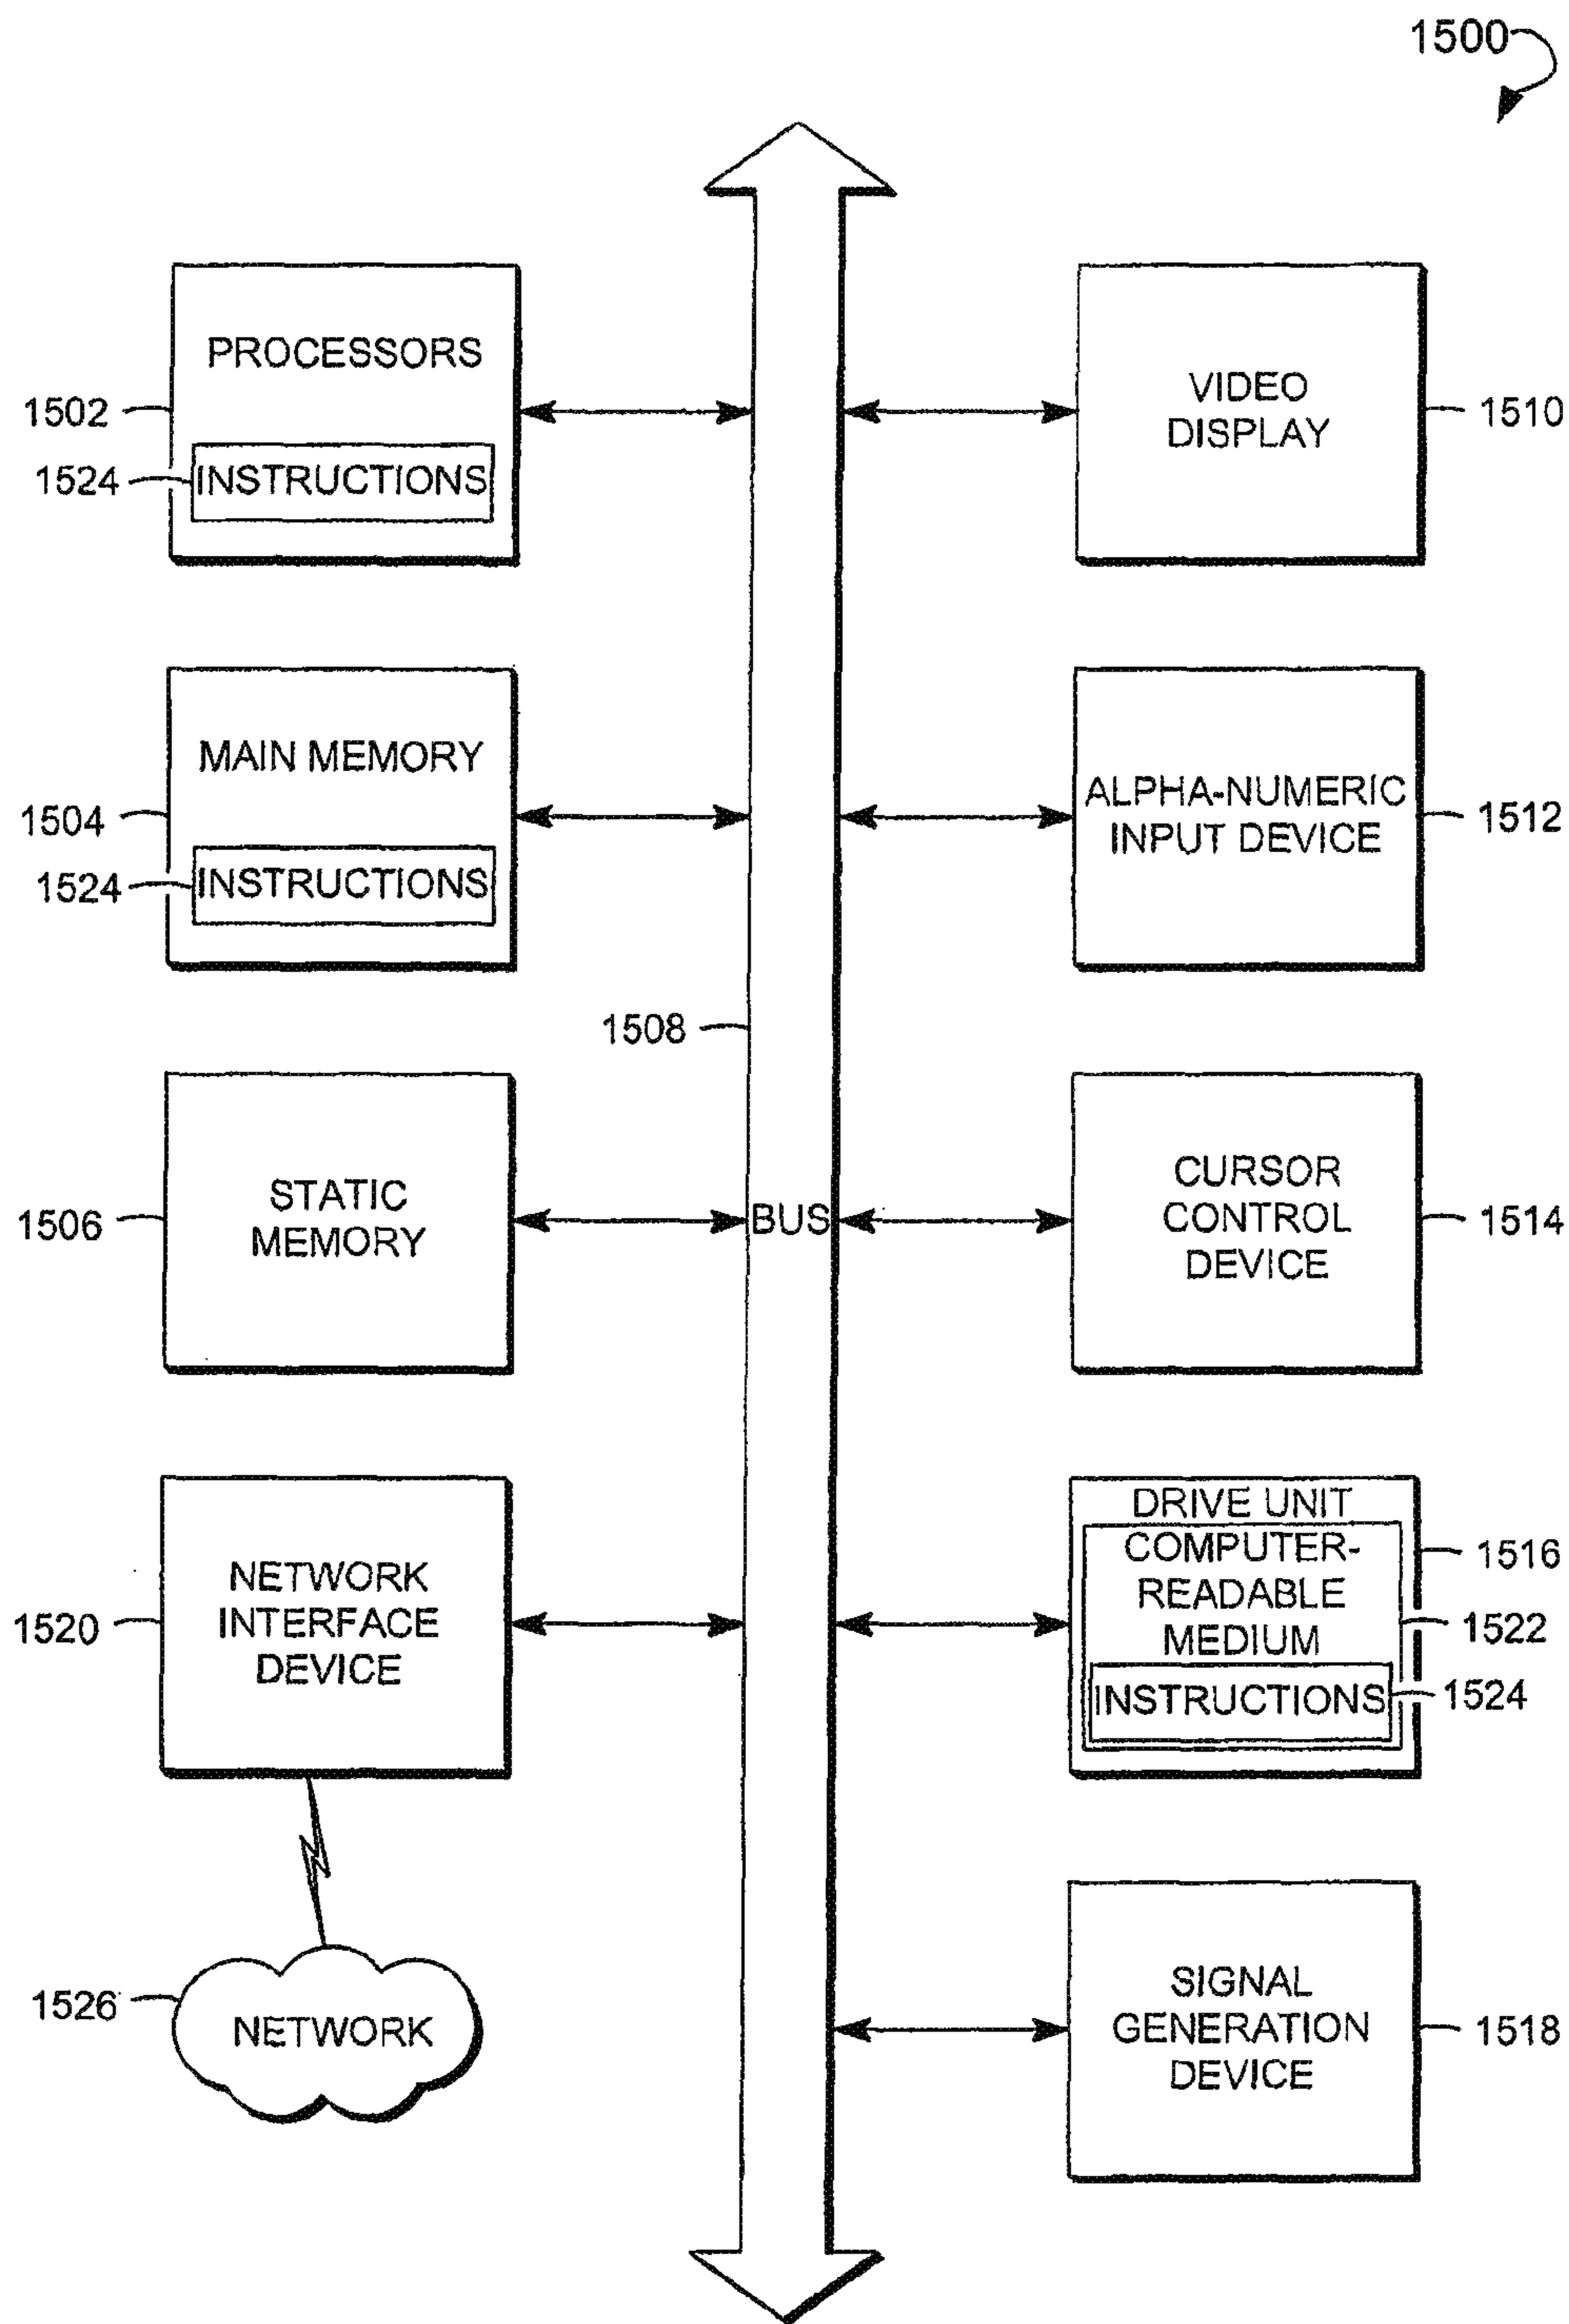 1500
PROCESSORS
1502
1524
INSTRUCTIONS
VIDEO
DISPLAY
1510
MAIN MEMORY
1504
1524
INSTRUCTIONS
ALPHA-NUMERIC
INPUT DEVICE
1512
1508
STATIC
MEMORY
1506
BUS
CURSOR
CONTROL
DEVICE
1514
NETWORK
INTERFACE
DEVICE
1520
DRIVE UNIT
COMPUTER-
READABLE
MEDIUM
INSTRUCTIONS
1516
1522
1524
1526
NETWORK
SIGNAL
GENERATION
DEVICE
1518